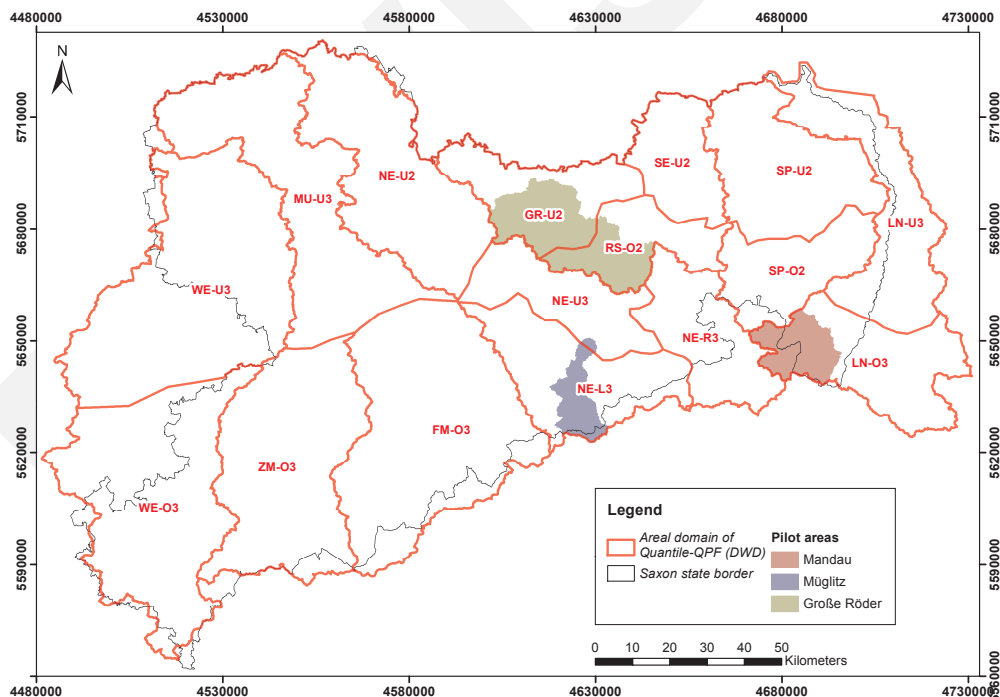 4480000 4530000 4580000 4630000 4680000 4730000
N
5710000 5710000
SE-U2
SP-U2
NE-U2
MU-U3
GR-U2
LN-U3
5680000 5680000
RS-O2
SP-O2
WE-U3
NE-U3
NE-R3
5650000 5650000
LN-O3
NE-L3
FM-O3
5620000 5620000
ZM-O3
WE-O3
Legend
Areal domain of
Quantile-QPF (DWD)
Saxon state border
Pilot areas
Mandau
Müglitz
Große Röder
5590000 5590000
0 10 20 30 40 50
Kilometers
4480000 4530000 4580000 4630000 4680000 4730000